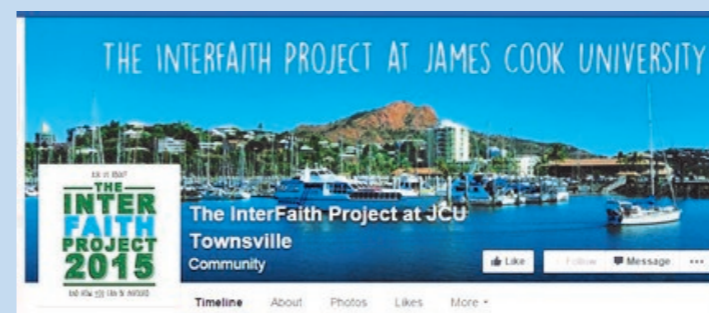 THE INTERFAITH PROJECT AT JAMES COOK UNIVERSITY
THE
INTER
FAITH
PROJECT
2015
The InterFaith Project at JCU
Townsville
Community
Like
Follow
Message
Timeline
About
Photos
Likes
More